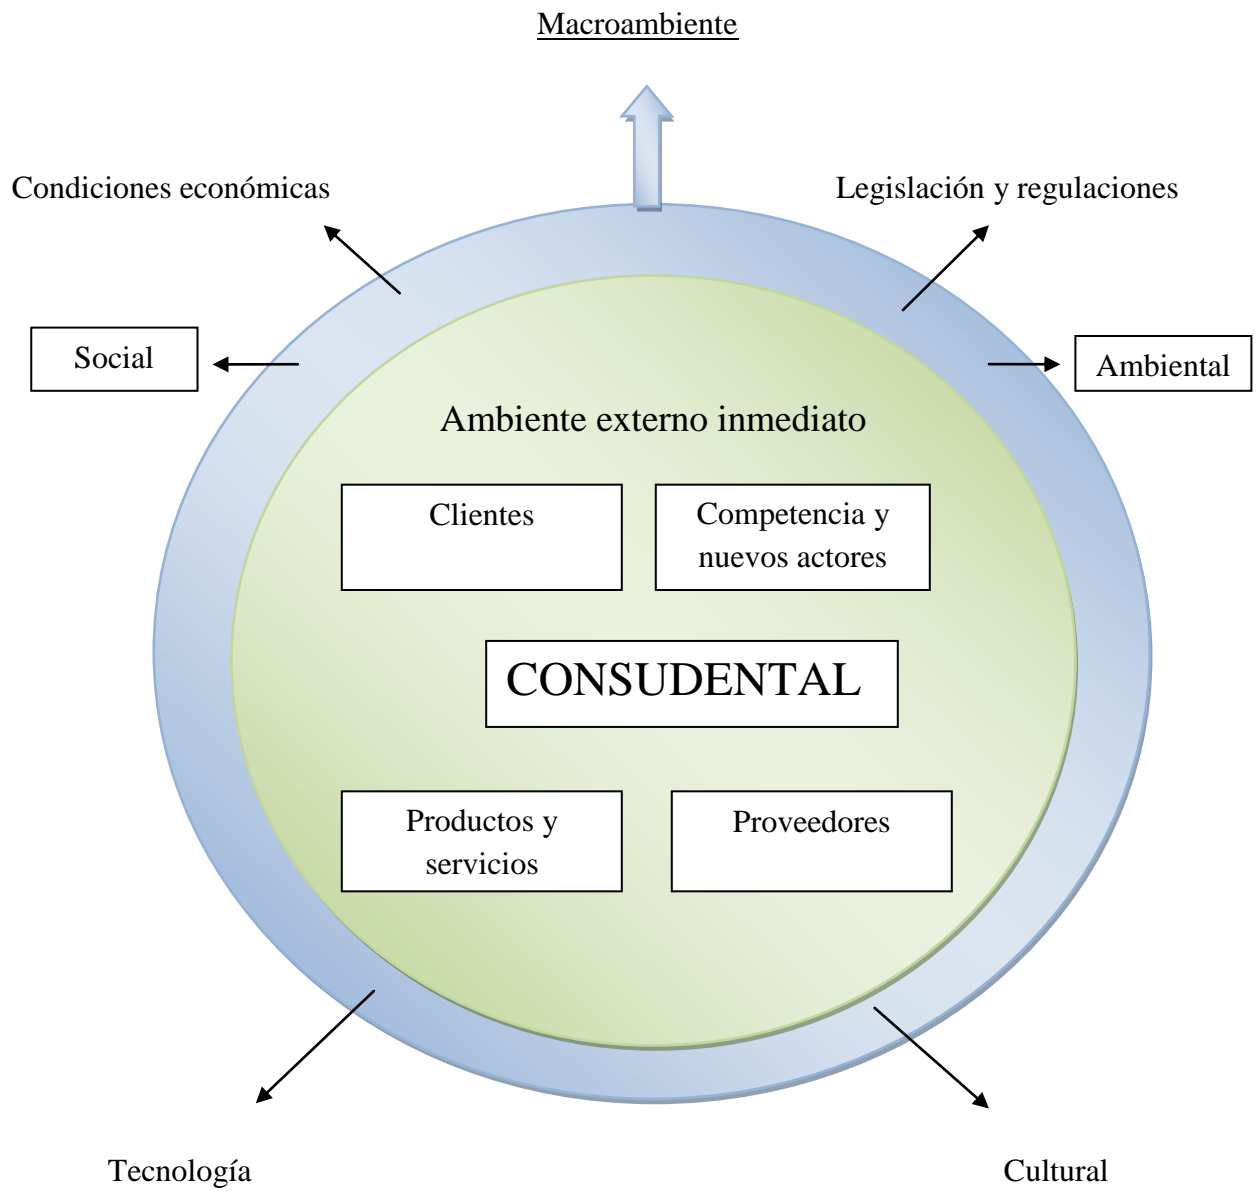 Macroambiente
Condiciones económicas
Legislación y regulaciones
Social
Ambiental
Ambiente externo inmediato
Clientes
Competencia y
nuevos actores
CONSUDENTAL
Productos y
servicios
Proveedores
Tecnología
Cultural